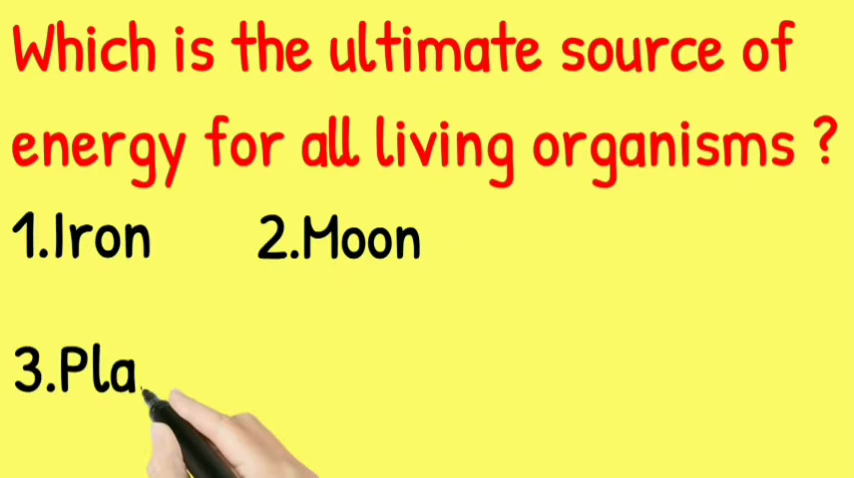 Which is the ultimate source of
energy for all living organisms ?
1.Iron 2.Moon
3.Pla